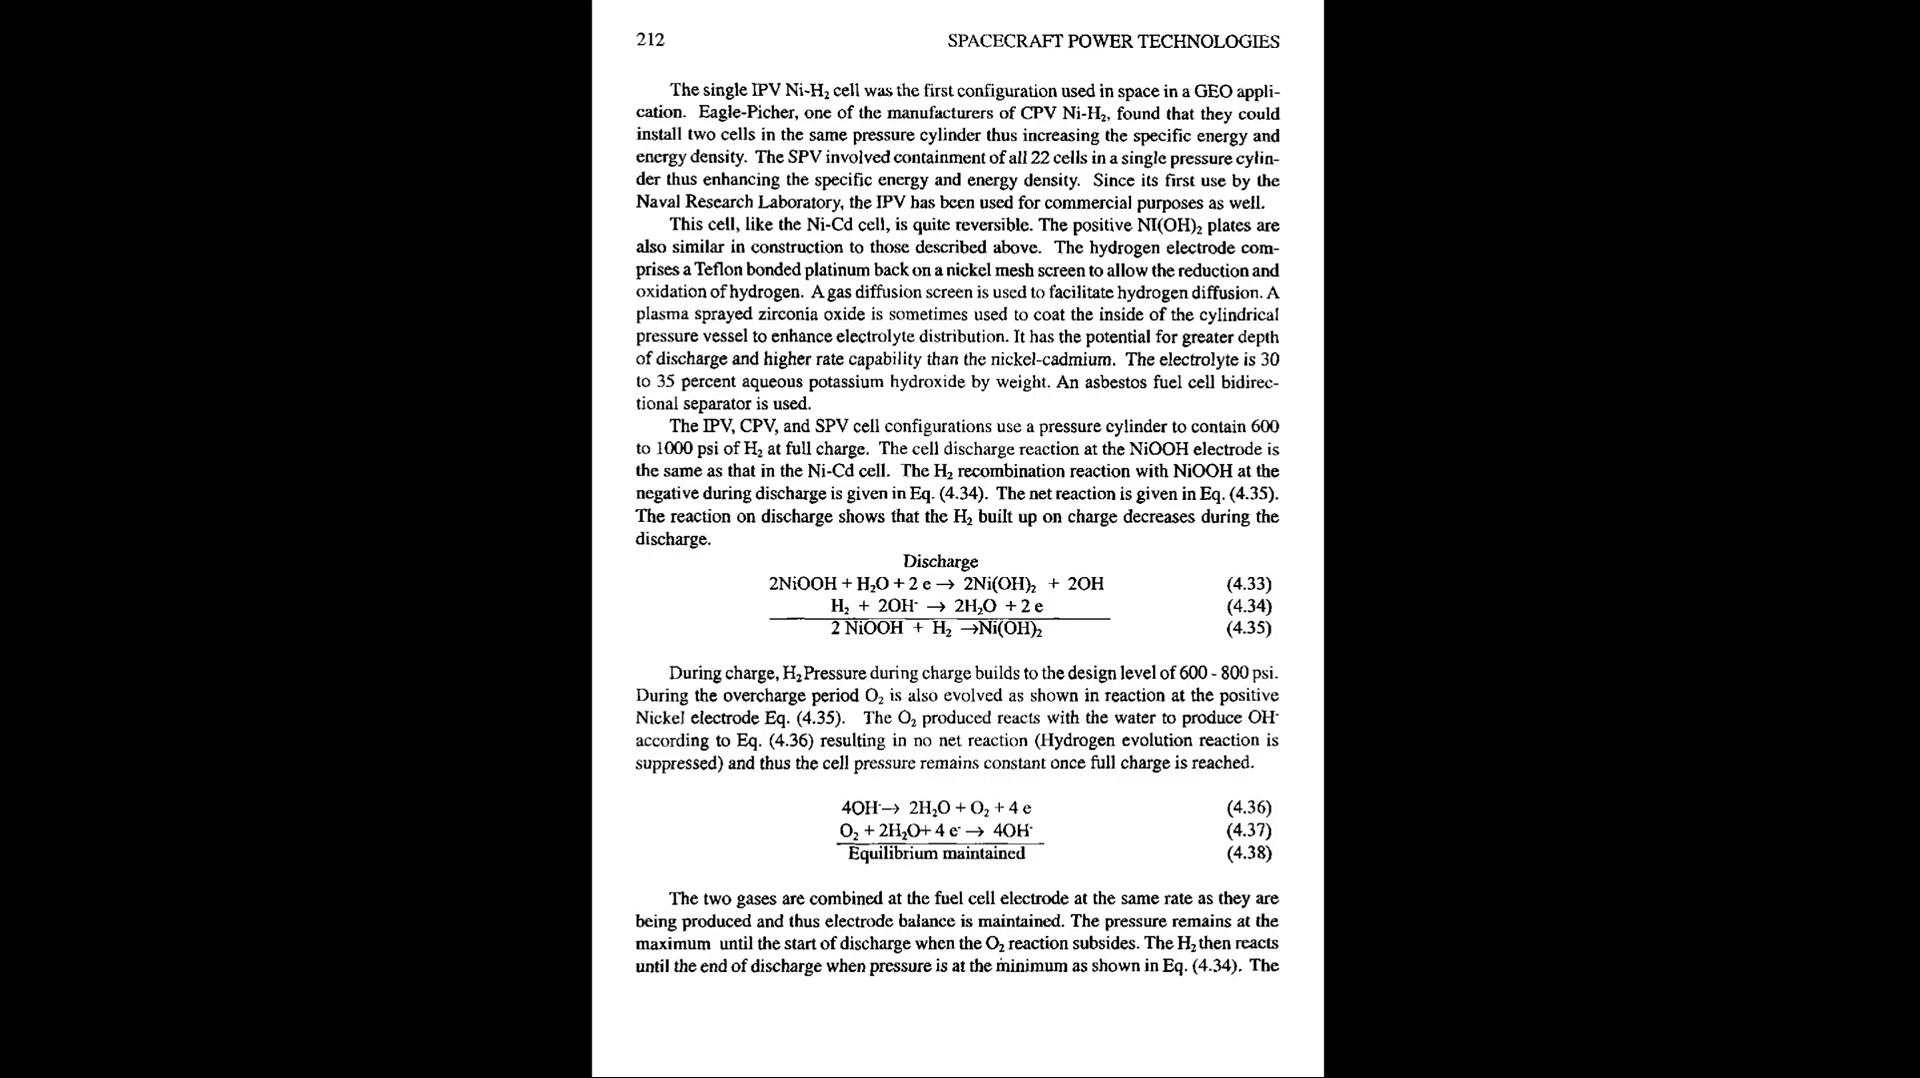 212 SPACECRAFT POWER TECHNOLOGIES
The single IPV Ni-H₂ cell was the first configuration used in space in a GEO appli-
cation. Eagle-Picher, one of the manufacturers of CPV Ni-H₂, found that they could
install two cells in the same pressure cylinder thus increasing the specific energy and
energy density. The SPV involved containment of all 22 cells in a single pressure cylin-
der thus enhancing the specific energy and energy density. Since its first use by the
Naval Research Laboratory, the IPV has been used for commercial purposes as well.
This cell, like the Ni-Cd cell, is quite reversible. The positive NI(OH)₂ plates are
also similar in construction to those described above. The hydrogen electrode com-
prises a Teflon bonded platinum back on a nickel mesh screen to allow the reduction and
oxidation of hydrogen. A gas diffusion screen is used to facilitate hydrogen diffusion. A
plasma sprayed zirconia oxide is sometimes used to coat the inside of the cylindrical
pressure vessel to enhance electrolyte distribution. It has the potential for greater depth
of discharge and higher rate capability than the nickel-cadmium. The electrolyte is 30
to 35 percent aqueous potassium hydroxide by weight. An asbestos fuel cell bidirec-
tional separator is used.
The IPV, CPV, and SPV cell configurations use a pressure cylinder to contain 600
to 1000 psi of H₂ at full charge. The cell discharge reaction at the NiOOH electrode is
the same as that in the Ni-Cd cell. The H₂ recombination reaction with NiOOH at the
negative during discharge is given in Eq. (4.34). The net reaction is given in Eq. (4.35).
The reaction on discharge shows that the H₂ built up on charge decreases during the
discharge.
Discharge
2NiOOH + H₂O + 2 e → 2Ni(OH)₂ + 2OH (4.33)
H₂ + 2OH⁻ → 2H₂O + 2 e (4.34)
2 NiOOH + H₂ →Ni(OH)₂ (4.35)
During charge, H₂ Pressure during charge builds to the design level of 600 - 800 psi.
During the overcharge period O₂ is also evolved as shown in reaction at the positive
Nickel electrode Eq. (4.35). The O₂ produced reacts with the water to produce OH⁻
according to Eq. (4.36) resulting in no net reaction (Hydrogen evolution reaction is
suppressed) and thus the cell pressure remains constant once full charge is reached.
4OH⁻→ 2H₂O + O₂ + 4 e (4.36)
O₂ + 2H₂O+ 4 e⁻ → 4OH⁻ (4.37)
Equilibrium maintained (4.38)
The two gases are combined at the fuel cell electrode at the same rate as they are
being produced and thus electrode balance is maintained. The pressure remains at the
maximum until the start of discharge when the O₂ reaction subsides. The H₂ then reacts
until the end of discharge when pressure is at the minimum as shown in Eq. (4.34). The